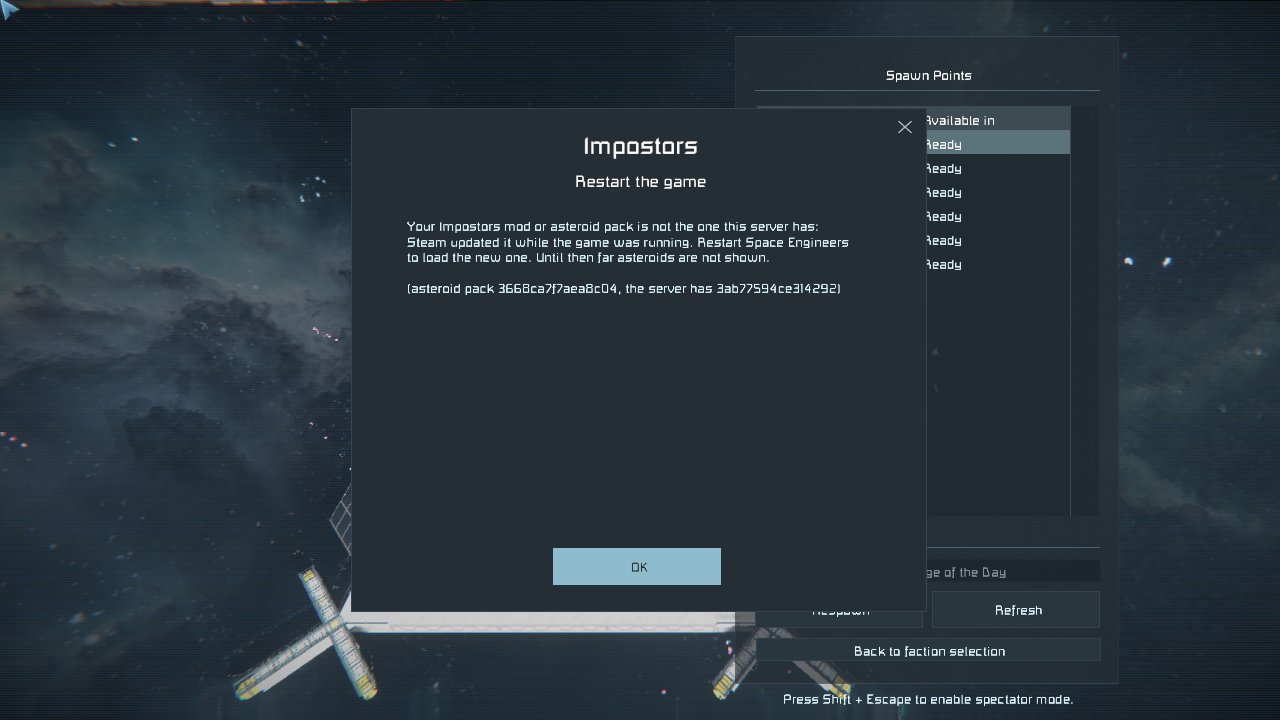 Spawn Points
Available in
Ready
Ready
Ready
Ready
Ready
Ready
Impostors
Restart the game
Your Impostors mod or asteroid pack is not the one this server has:
Steam updated it while the game was running. Restart Space Engineers
to load the new one. Until then far asteroids are not shown.
(asteroid pack 3668ca7f7aea8c04, the server has 3ab77594ce314292)
OK
ge of the Day
Respawn
Refresh
Back to faction selection
Press Shift + Escape to enable spectator mode.